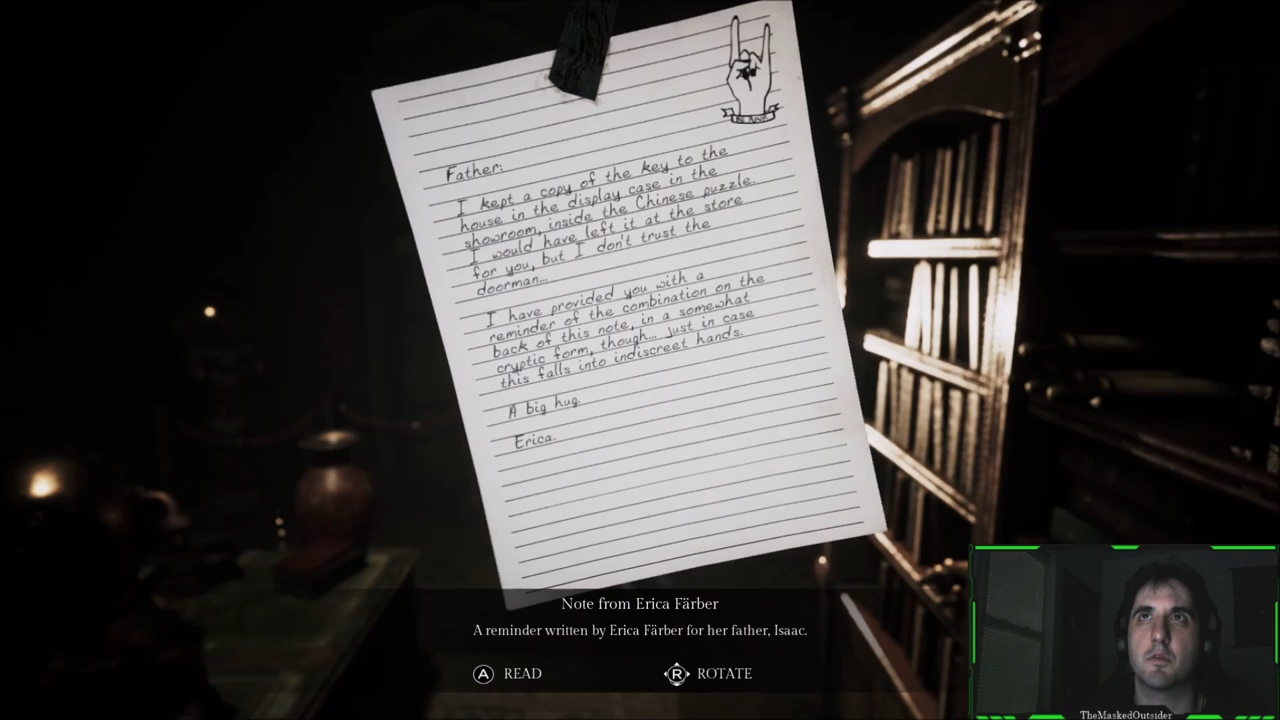 Father:
I kept a copy of the key to the
house in the display case in the
showroom, inside the Chinese puzzle.
I would have left it at the store
for you, but I don't trust the
doorman...
I have provided you with a
reminder of the combination on the
back of this note, in a somewhat
cryptic form, though... just in case
this falls into indiscreet hands.
A big hug.
Erica.
Note from Erica Färber
A reminder written by Erica Färber for her father, Isaac.
A READ R ROTATE
TheMaskedOutsider